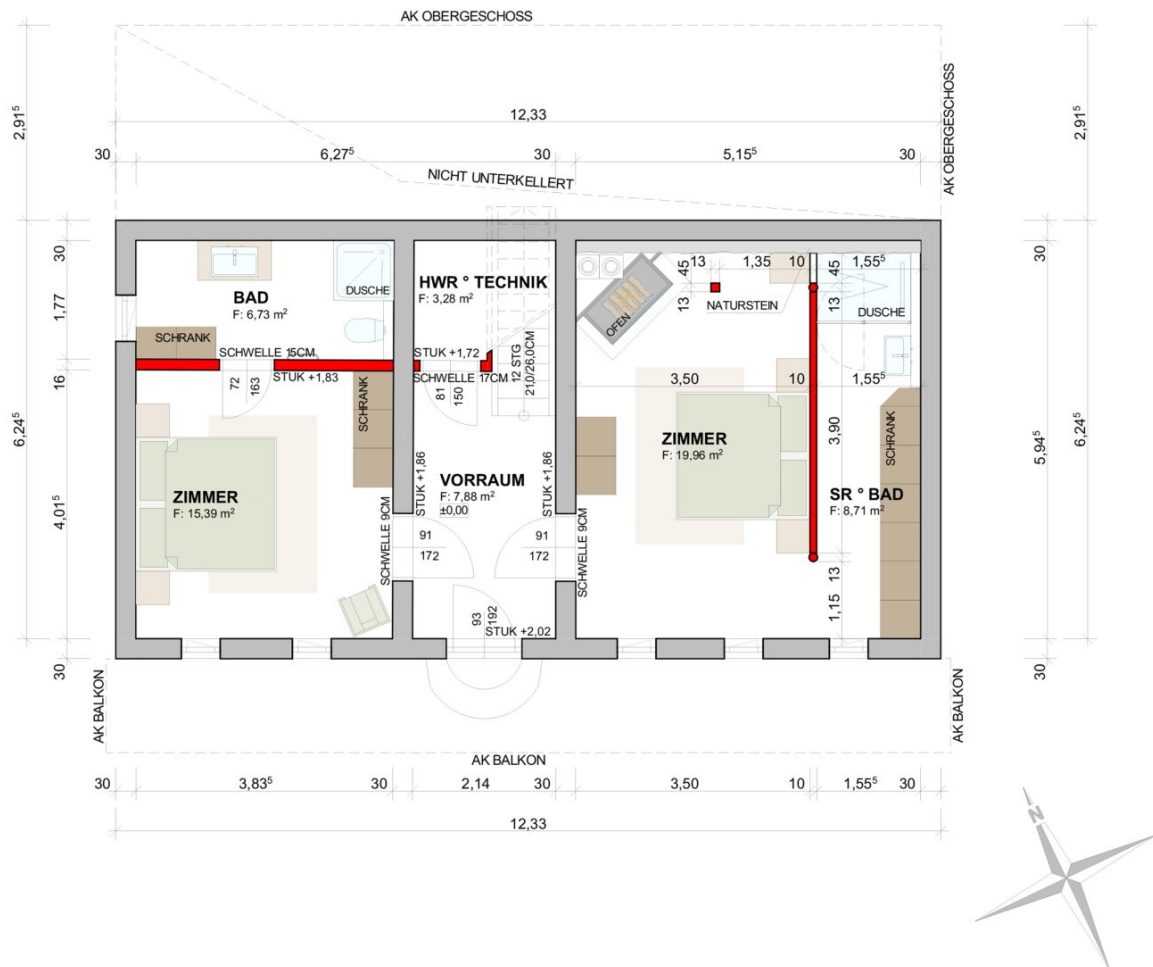 AK OBERGESCHOSS
12,33
30 6,27⁵ 30 5,15⁵ 30
NICHT UNTERKELLERT
2,91⁵
6,24⁵
30
1,77
16
4,01⁵
30
AK OBERGESCHOSS
2,91⁵
6,24⁵
30
5,94⁵
30
BAD
F: 6,73 m²
DUSCHE
SCHRANK
SCHWELLE 15CM
STUK +1,83
72
163
SCHRANK
ZIMMER
F: 15,39 m²
SCHWELLE 9CM
HWR ° TECHNIK
F: 3,28 m²
STUK +1,72
SCHWELLE 17CM
81
150
12 STG
21,0/26,0CM
STUK +1,86
STUK +1,86
VORRAUM
F: 7,88 m²
±0,00
91
172
91
172
SCHWELLE 9CM
93
192
STUK +2,02
OFEN
13 1,35 10 1,55⁵
45
13
45
13
NATURSTEIN
DUSCHE
3,50 10 1,55⁵
ZIMMER
F: 19,96 m²
3,90
SCHRANK
SR ° BAD
F: 8,71 m²
13
1,15
AK BALKON
AK BALKON
AK BALKON
30 3,83⁵ 30 2,14 30 3,50 10 1,55⁵ 30
12,33
N